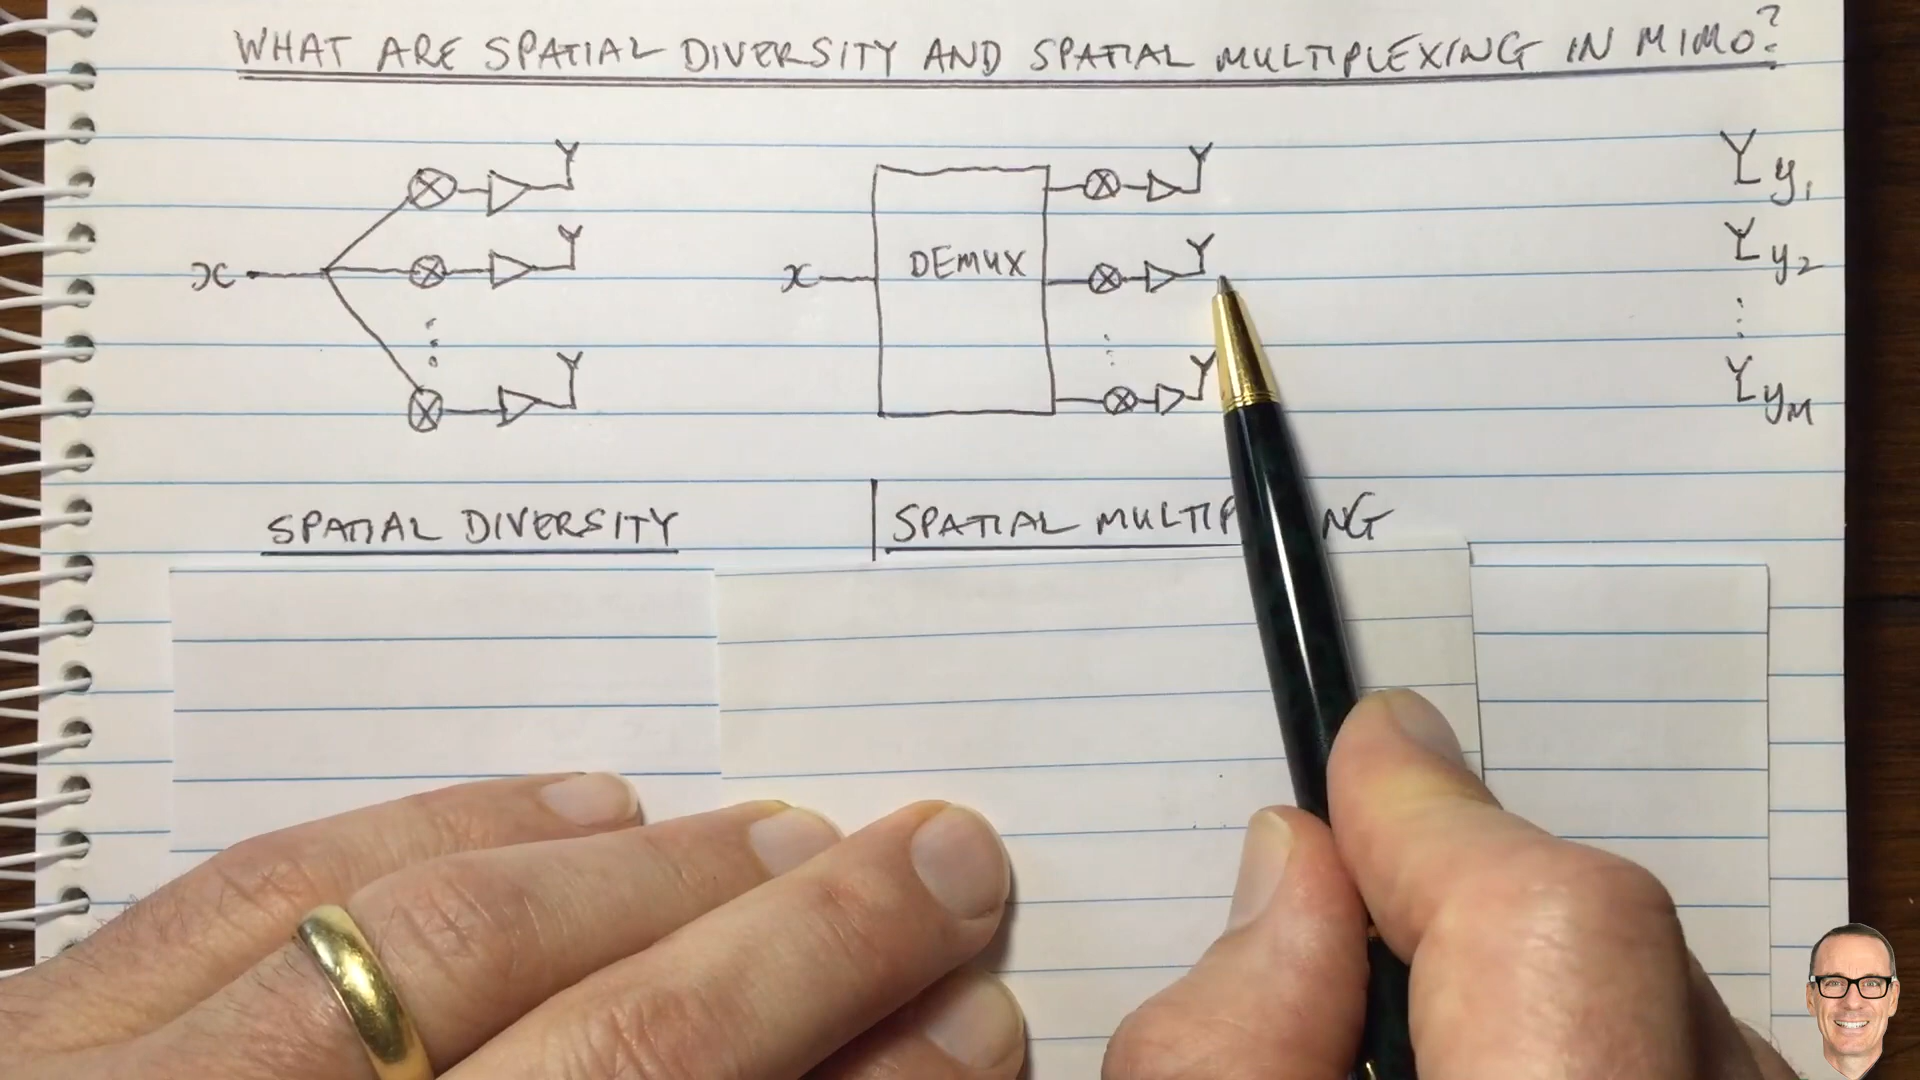 WHAT ARE SPATIAL DIVERSITY AND SPATIAL MULTIPLEXING IN MIMO?
x
x
DEMUX
y1
y2
yM
SPATIAL DIVERSITY
SPATIAL MULTIP NG